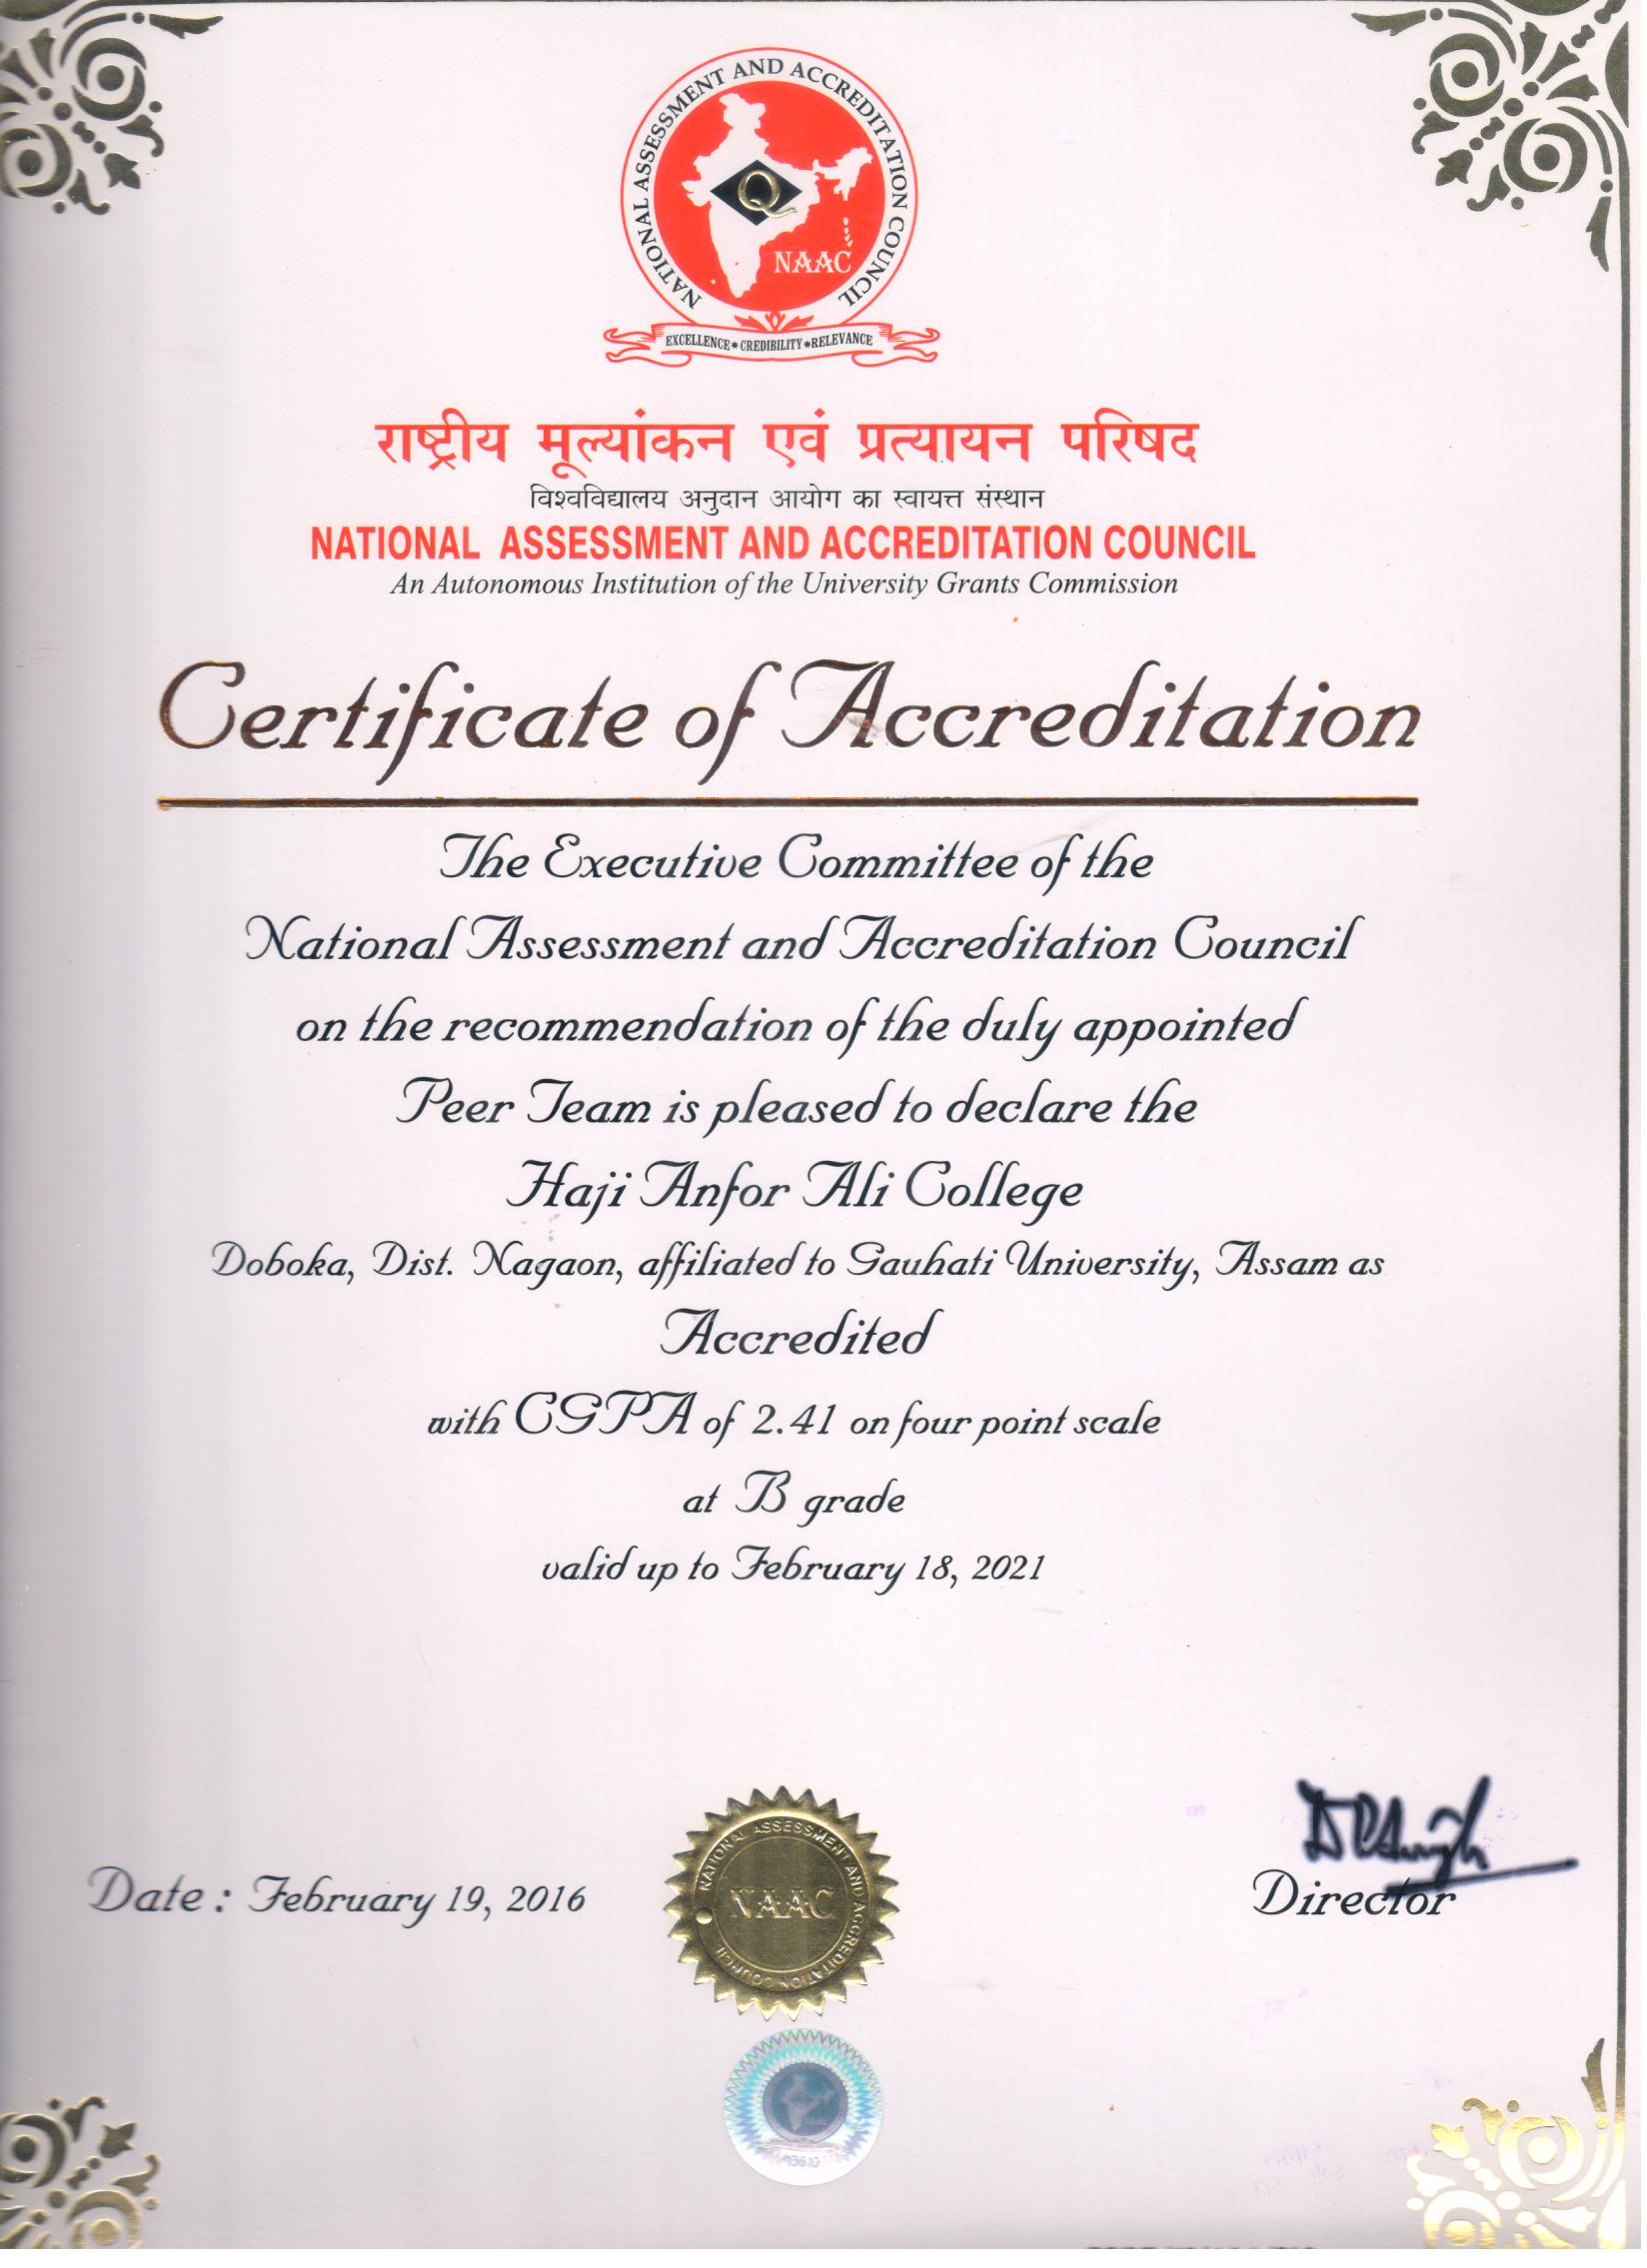 NATIONAL ASSESSMENT AND ACCREDITATION COUNCIL
Q
NAAC
EXCELLENCE★CREDIBILITY★RELEVANCE
राष्ट्रीय मूल्यांकन एवं प्रत्यायन परिषद
विश्वविद्यालय अनुदान आयोग का स्वायत्त संस्थान
NATIONAL ASSESSMENT AND ACCREDITATION COUNCIL
An Autonomous Institution of the University Grants Commission
Certificate of Accreditation
The Executive Committee of the
National Assessment and Accreditation Council
on the recommendation of the duly appointed
Peer Team is pleased to declare the
Haji Anfor Ali College
Doboka, Dist. Nagaon, affiliated to Gauhati University, Assam as
Accredited
with CGPA of 2.41 on four point scale
at B grade
valid up to February 18, 2021
DPSingh
Date : February 19, 2016
NATIONAL ASSESSMENT AND ACCREDITATION COUNCIL
NAAC
Director
NAAC